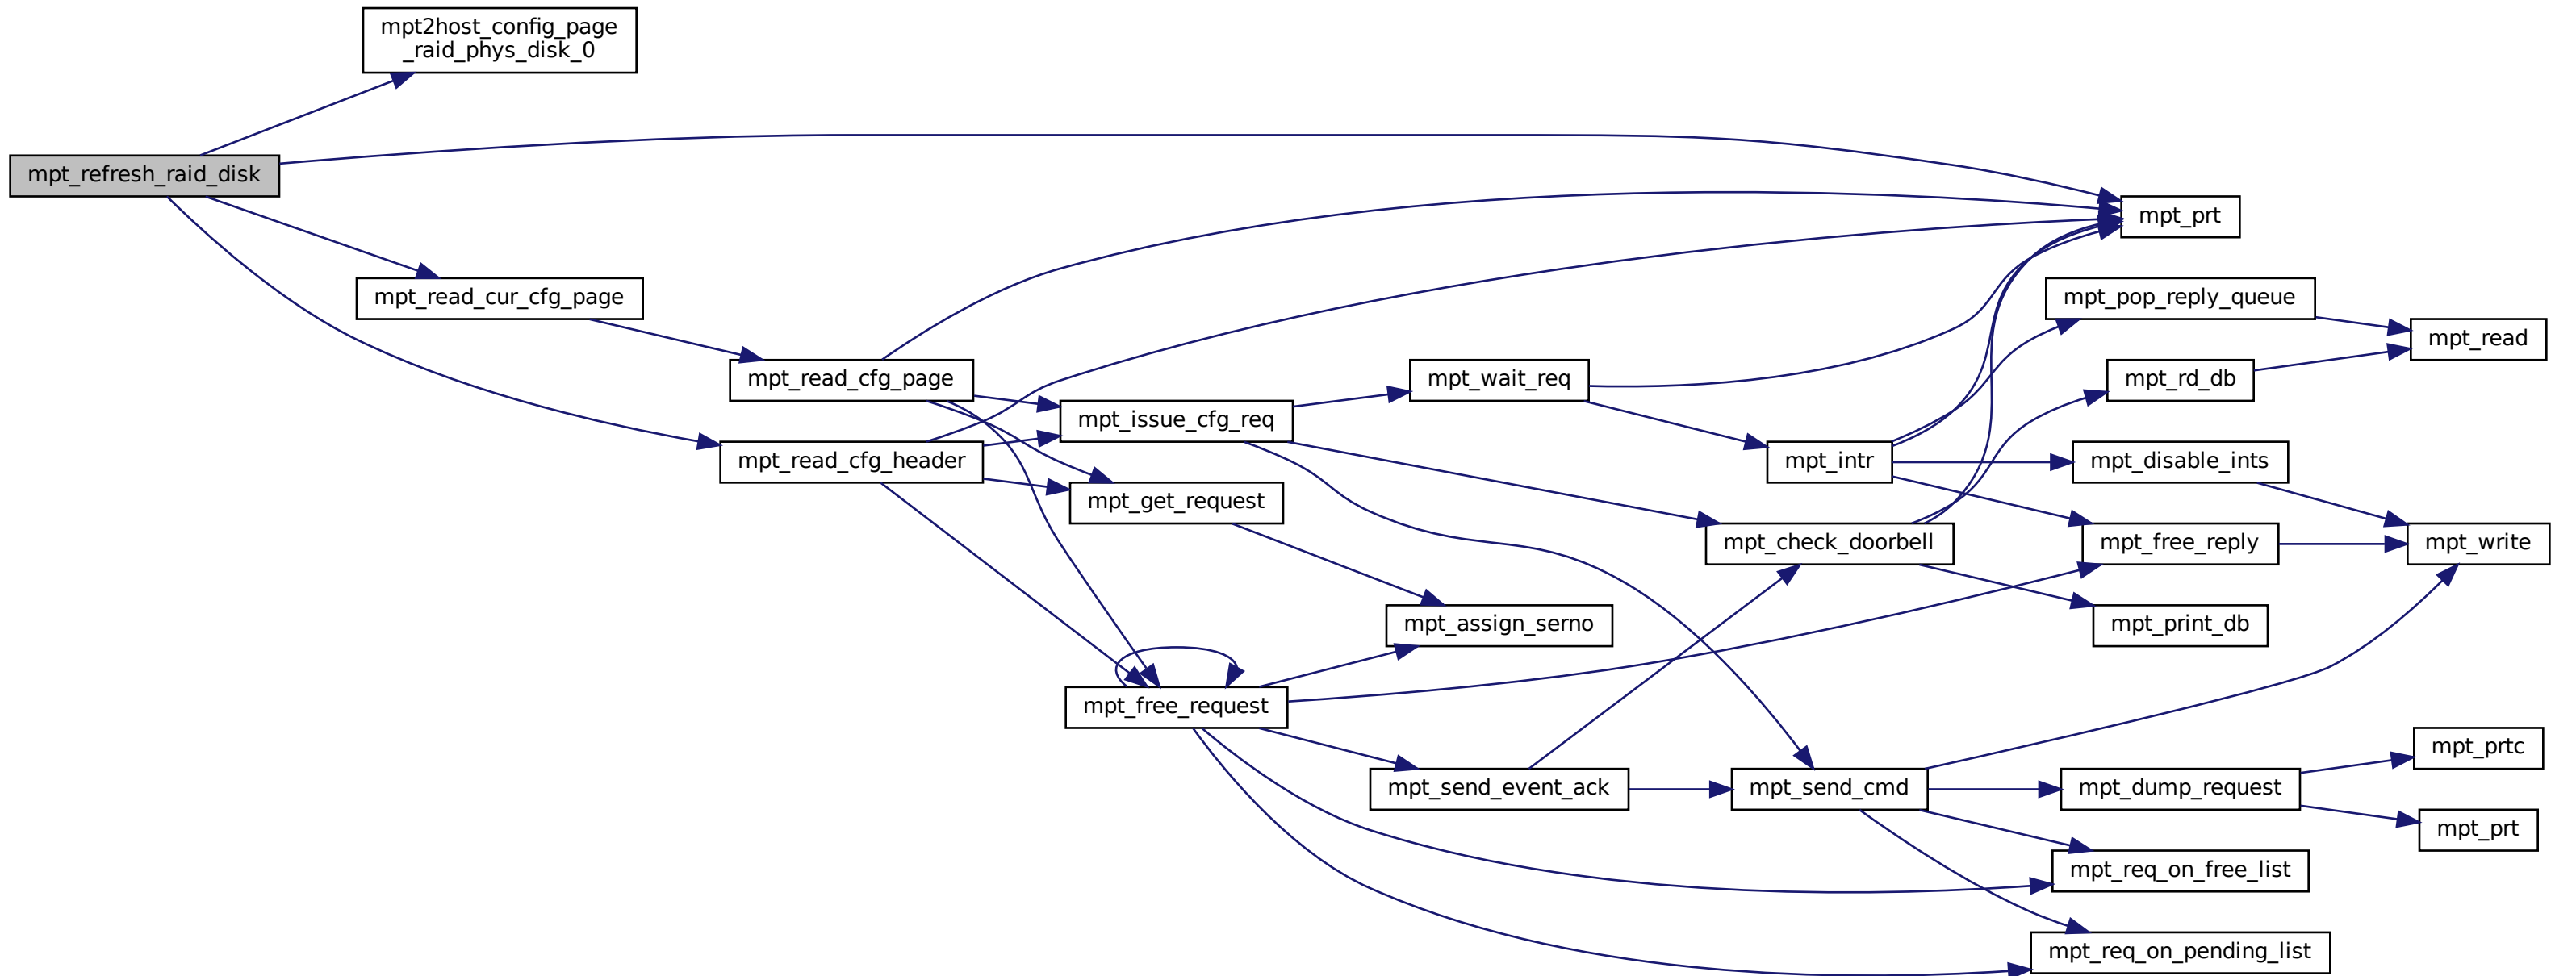 mpt2host_config_page
_raid_phys_disk_0
mpt_refresh_raid_disk
mpt_prt
mpt_read_cur_cfg_page
mpt_pop_reply_queue
mpt_read
mpt_read_cfg_page
mpt_wait_req
mpt_rd_db
mpt_issue_cfg_req
mpt_read_cfg_header
mpt_intr
mpt_disable_ints
mpt_get_request
mpt_check_doorbell
mpt_free_reply
mpt_write
mpt_assign_serno
mpt_print_db
mpt_free_request
mpt_prtc
mpt_send_event_ack
mpt_send_cmd
mpt_dump_request
mpt_prt
mpt_req_on_free_list
mpt_req_on_pending_list